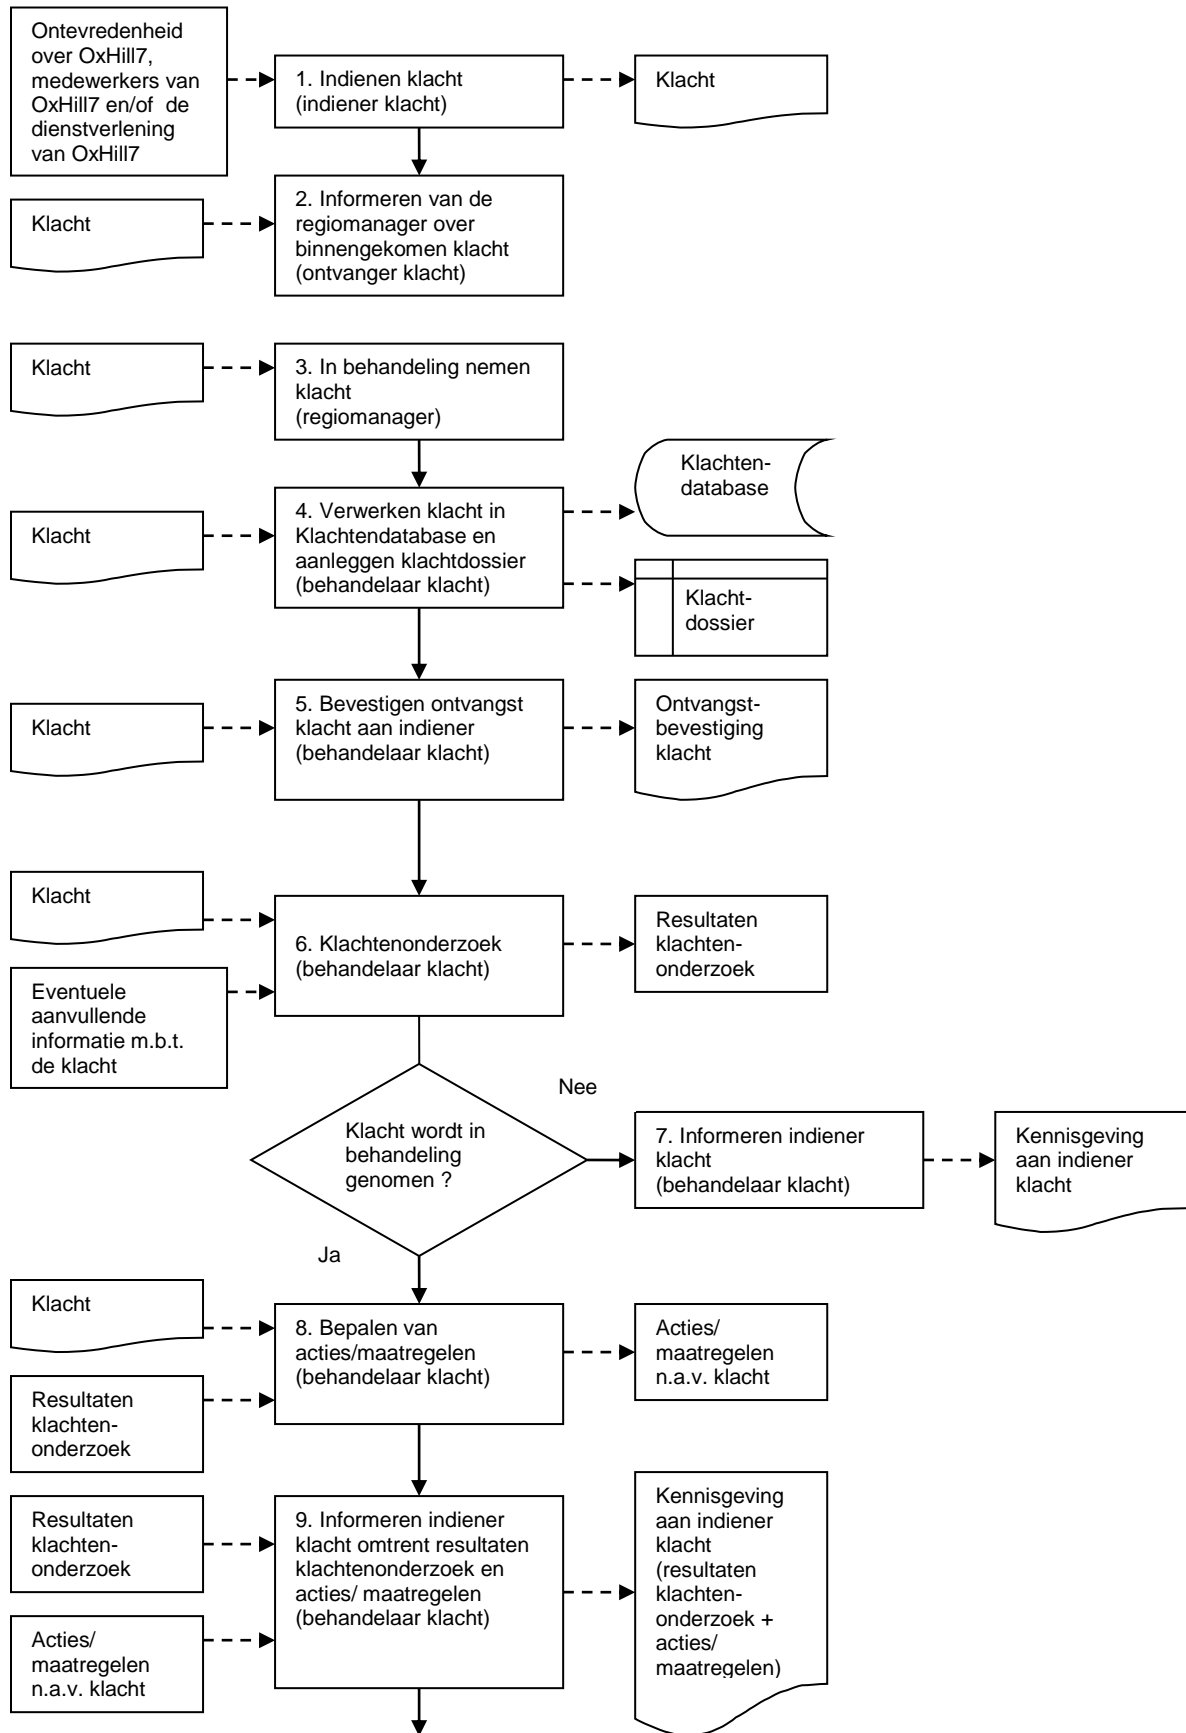 Ontevredenheid
over OxHill7,
medewerkers van
OxHill7 en/of  de
dienstverlening
van OxHill7
1. Indienen klacht
(indiener klacht)
Klacht
Klacht
2. Informeren van de
regiomanager over
binnengekomen klacht
(ontvanger klacht)
Klacht
3. In behandeling nemen
klacht
(regiomanager)
Klacht
4. Verwerken klacht in
Klachtendatabase en
aanleggen klachtdossier
(behandelaar klacht)
Klachten-
database
Klacht-
dossier
Klacht
5. Bevestigen ontvangst
klacht aan indiener
(behandelaar klacht)
Ontvangst-
bevestiging
klacht
Klacht
Eventuele
aanvullende
informatie m.b.t.
de klacht
6. Klachtenonderzoek
(behandelaar klacht)
Resultaten
klachten-
onderzoek
Klacht wordt in
behandeling
genomen ?
Nee
7. Informeren indiener
klacht
(behandelaar klacht)
Kennisgeving
aan indiener
klacht
Ja
Klacht
Resultaten
klachten-
onderzoek
8. Bepalen van
acties/maatregelen
(behandelaar klacht)
Acties/
maatregelen
n.a.v. klacht
Resultaten
klachten-
onderzoek
Acties/
maatregelen
n.a.v. klacht
9. Informeren indiener
klacht omtrent resultaten
klachtenonderzoek en
acties/ maatregelen
(behandelaar klacht)
Kennisgeving
aan indiener
klacht
(resultaten
klachten-
onderzoek +
acties/
maatregelen)